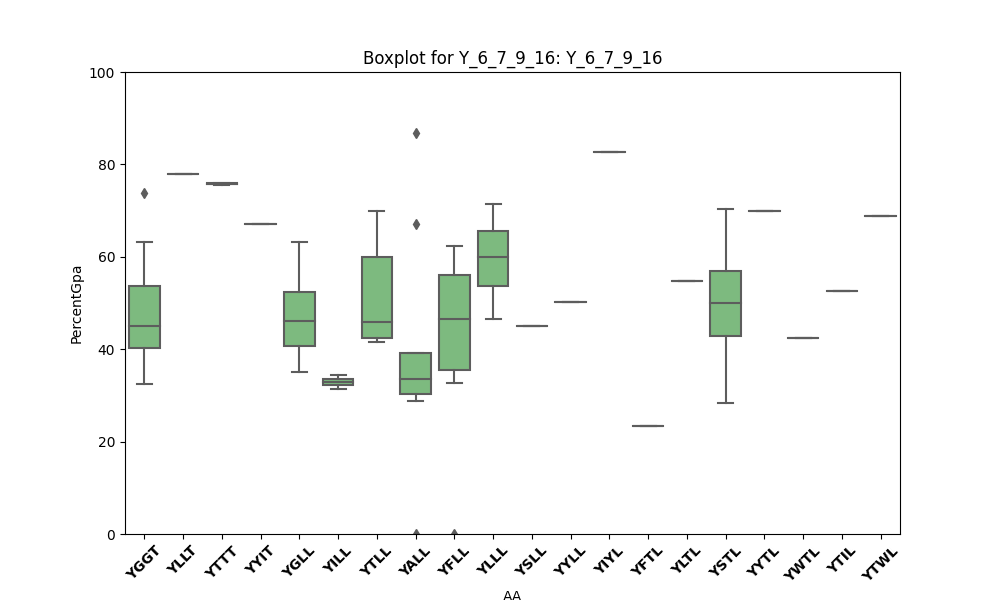 Boxplot for Y_6_7_9_16: Y_6_7_9_16
100
80
60
40
20
0
PercentGpa
YGGT YLLT YTTT YYIT YGLL YILL YTLL YALL YFLL YLLL YSLL YYLL YIYL YFTL YLTL YSTL YYTL YWTL YTIL YTWL
AA